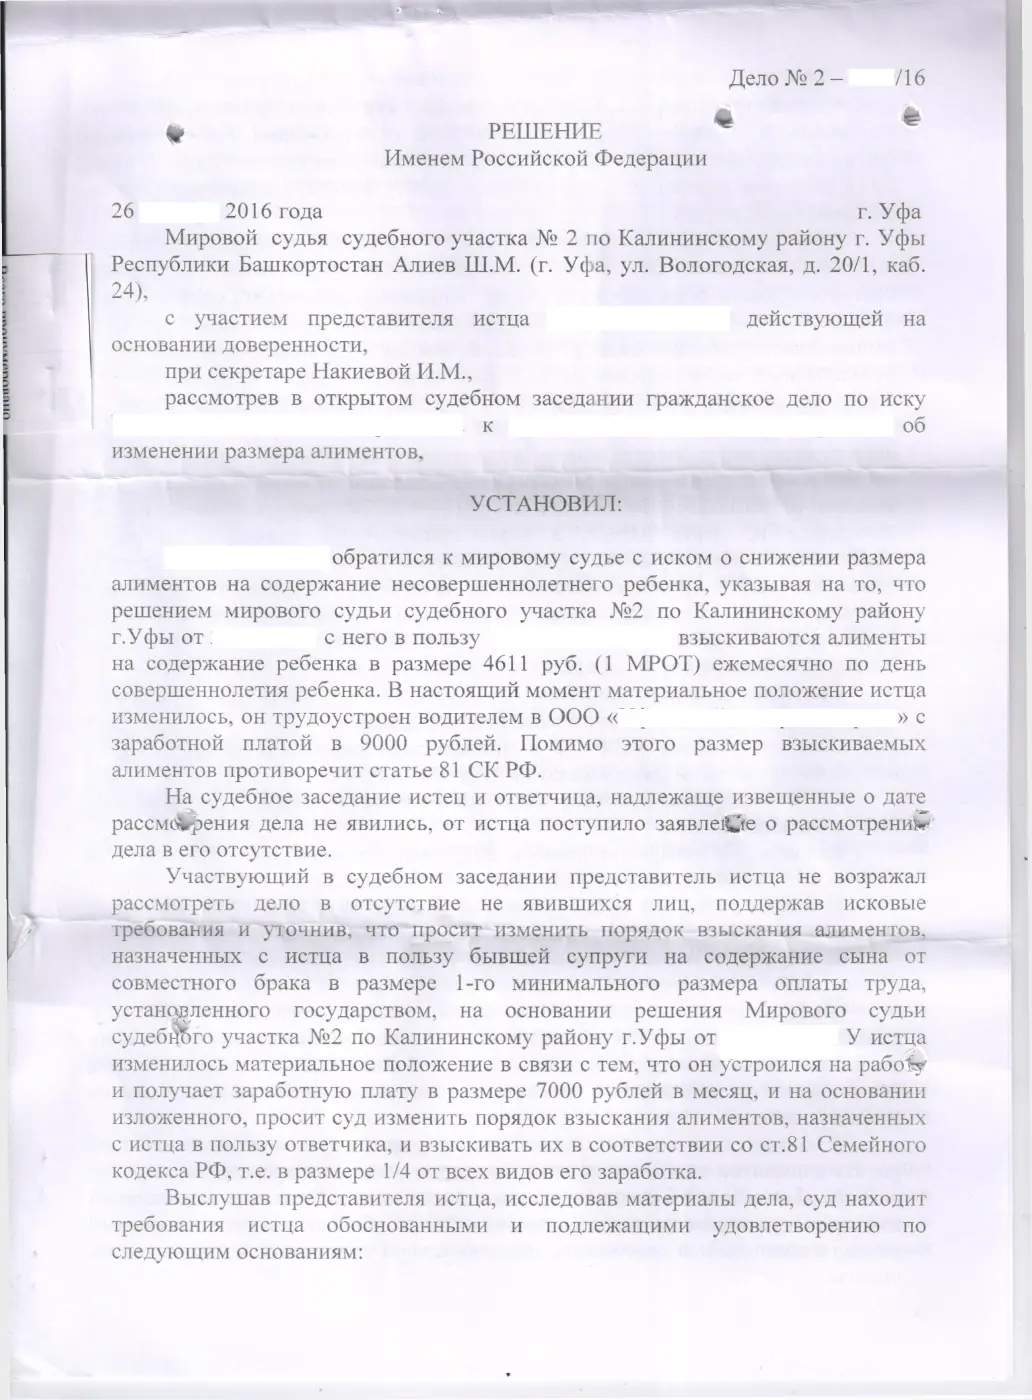 Дело № 2 – /16
РЕШЕНИЕ
Именем Российской Федерации
26 2016 года г. Уфа
Мировой судья судебного участка № 2 по Калининскому району г. Уфы
Республики Башкортостан Алиев Ш.М. (г. Уфа, ул. Вологодская, д. 20/1, каб.
24),
с участием представителя истца действующей на
основании доверенности,
при секретаре Накиевой И.М.,
рассмотрев в открытом судебном заседании гражданское дело по иску
к об
изменении размера алиментов,
УСТАНОВИЛ:
обратился к мировому судье с иском о снижении размера
алиментов на содержание несовершеннолетнего ребенка, указывая на то, что
решением мирового судьи судебного участка №2 по Калининскому району
г.Уфы от с него в пользу взыскиваются алименты
на содержание ребенка в размере 4611 руб. (1 МРОТ) ежемесячно по день
совершеннолетия ребенка. В настоящий момент материальное положение истца
изменилось, он трудоустроен водителем в ООО « » с
заработной платой в 9000 рублей. Помимо этого размер взыскиваемых
алиментов противоречит статье 81 СК РФ.
На судебное заседание истец и ответчица, надлежаще извещенные о дате
рассмотрения дела не явились, от истца поступило заявление о рассмотрении
дела в его отсутствие.
Участвующий в судебном заседании представитель истца не возражал
рассмотреть дело в отсутствие не явившихся лиц, поддержав исковые
требования и уточнив, что просит изменить порядок взыскания алиментов,
назначенных с истца в пользу бывшей супруги на содержание сына от
совместного брака в размере 1-го минимального размера оплаты труда,
установленного государством, на основании решения Мирового судьи
судебного участка №2 по Калининскому району г.Уфы от У истца
изменилось материальное положение в связи с тем, что он устроился на работу
и получает заработную плату в размере 7000 рублей в месяц, и на основании
изложенного, просит суд изменить порядок взыскания алиментов, назначенных
с истца в пользу ответчика, и взыскивать их в соответствии со ст.81 Семейного
кодекса РФ, т.е. в размере 1/4 от всех видов его заработка.
Выслушав представителя истца, исследовав материалы дела, суд находит
требования истца обоснованными и подлежащими удовлетворению по
следующим основаниям: